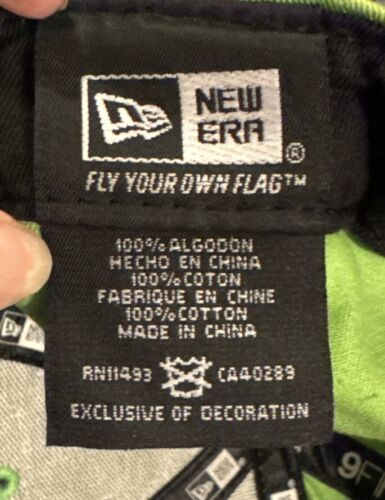 NEW
ERA®
FLY YOUR OWN FLAG™
100% ALGODON
HECHO EN CHINA
100% COTON
FABRIQUE EN CHINE
100% COTTON
MADE IN CHINA
RN11493 CA40289
EXCLUSIVE OF DECORATION
9F